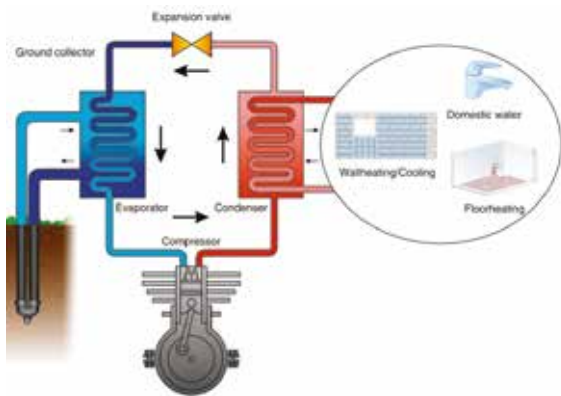 Expansion valve
Ground collector
Domestic water
Wallheating/Cooling
Evaporator
Condenser
Floorheating
Compressor